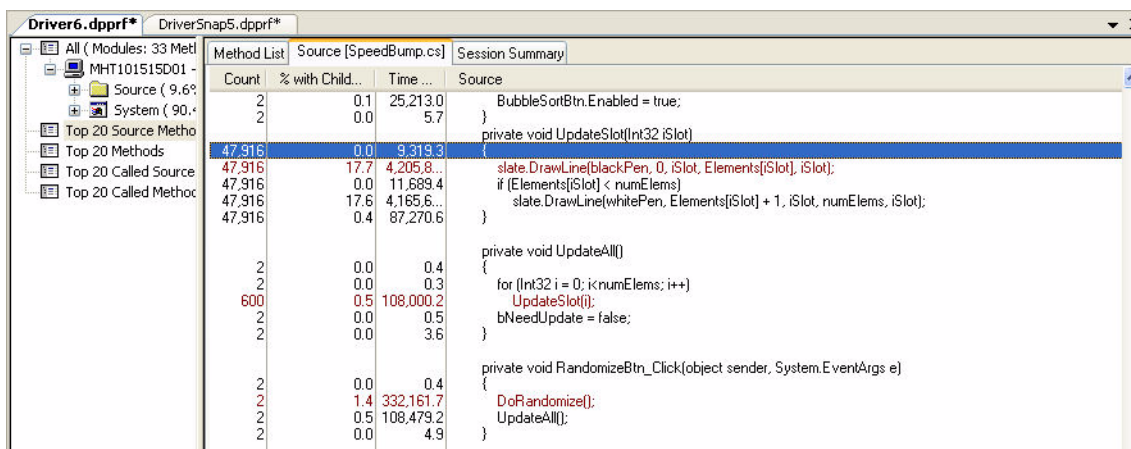 Driver6.dpprf* DriverSnap5.dpprf*
All ( Modules: 33 Metl
MHT101515D01 -
Source ( 9.6%
System ( 90.4
Top 20 Source Metho
Top 20 Methods
Top 20 Called Source
Top 20 Called Method
Method List Source [SpeedBump.cs] Session Summary
Count % with Child... Time ... Source
2 0.1 25,213.0 BubbleSortBtn.Enabled = true;
2 0.0 5.7 }
private void UpdateSlot(Int32 iSlot)
47,916 0.0 9,319.3 {
47,916 17.7 4,205,8... slate.DrawLine(blackPen, 0, iSlot, Elements[iSlot], iSlot);
47,916 0.0 11,689.4 if (Elements[iSlot] < numElems)
47,916 17.6 4,165,6... slate.DrawLine(whitePen, Elements[iSlot] + 1, iSlot, numElems, iSlot);
47,916 0.4 87,270.6 }
private void UpdateAll()
2 0.0 0.4 {
2 0.0 0.3 for (Int32 i = 0; i<numElems; i++)
600 0.5 108,000.2 UpdateSlot(i);
2 0.0 0.5 bNeedUpdate = false;
2 0.0 3.6 }
private void RandomizeBtn_Click(object sender, System.EventArgs e)
2 0.0 0.4 {
2 1.4 332,161.7 DoRandomize();
2 0.5 108,479.2 UpdateAll();
2 0.0 4.9 }